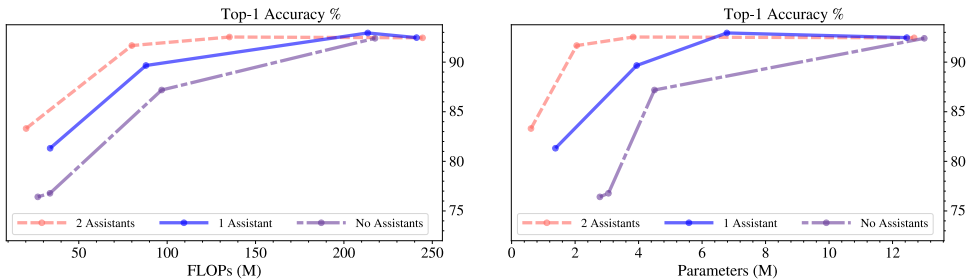 Top-1 Accuracy %
90
85
80
75
2 Assistants
1 Assistant
No Assistants
50
100
150
200
250
FLOPs (M)
Top-1 Accuracy %
90
85
80
75
2 Assistants
1 Assistant
No Assistants
0
2
4
6
8
10
12
Parameters (M)